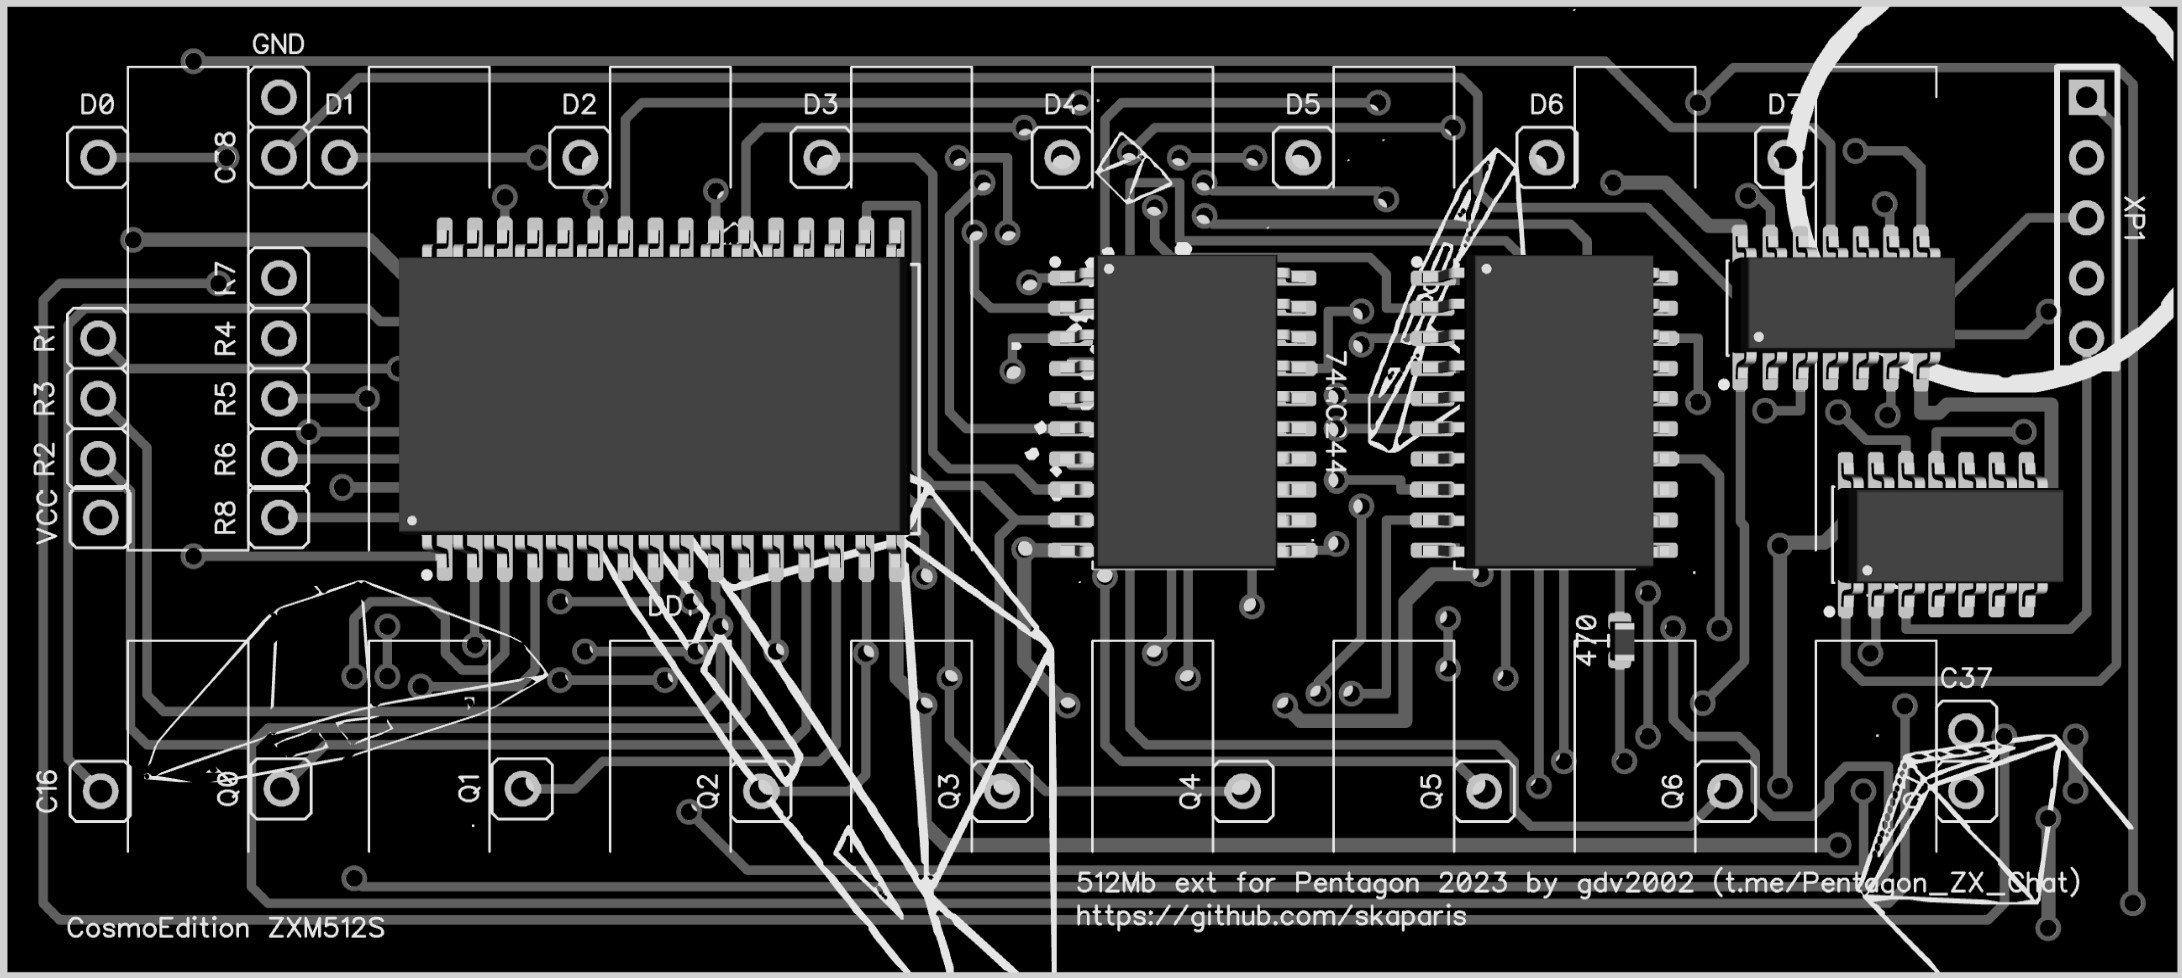 GND
D0
D1
D2
D3
D4
D5
D6
D7
C38
XP1
R7
R1
R4
R3
R5
R2
R6
VCC
R8
74LC244
DD
470
C37
C16
Q0
Q1
Q2
Q3
Q4
Q5
Q6
512Mb ext for Pentagon 2023 by gdv2002 (t.me/Pentagon_ZX_Chat)
https://github.com/skaparis
CosmoEdition ZXM512S